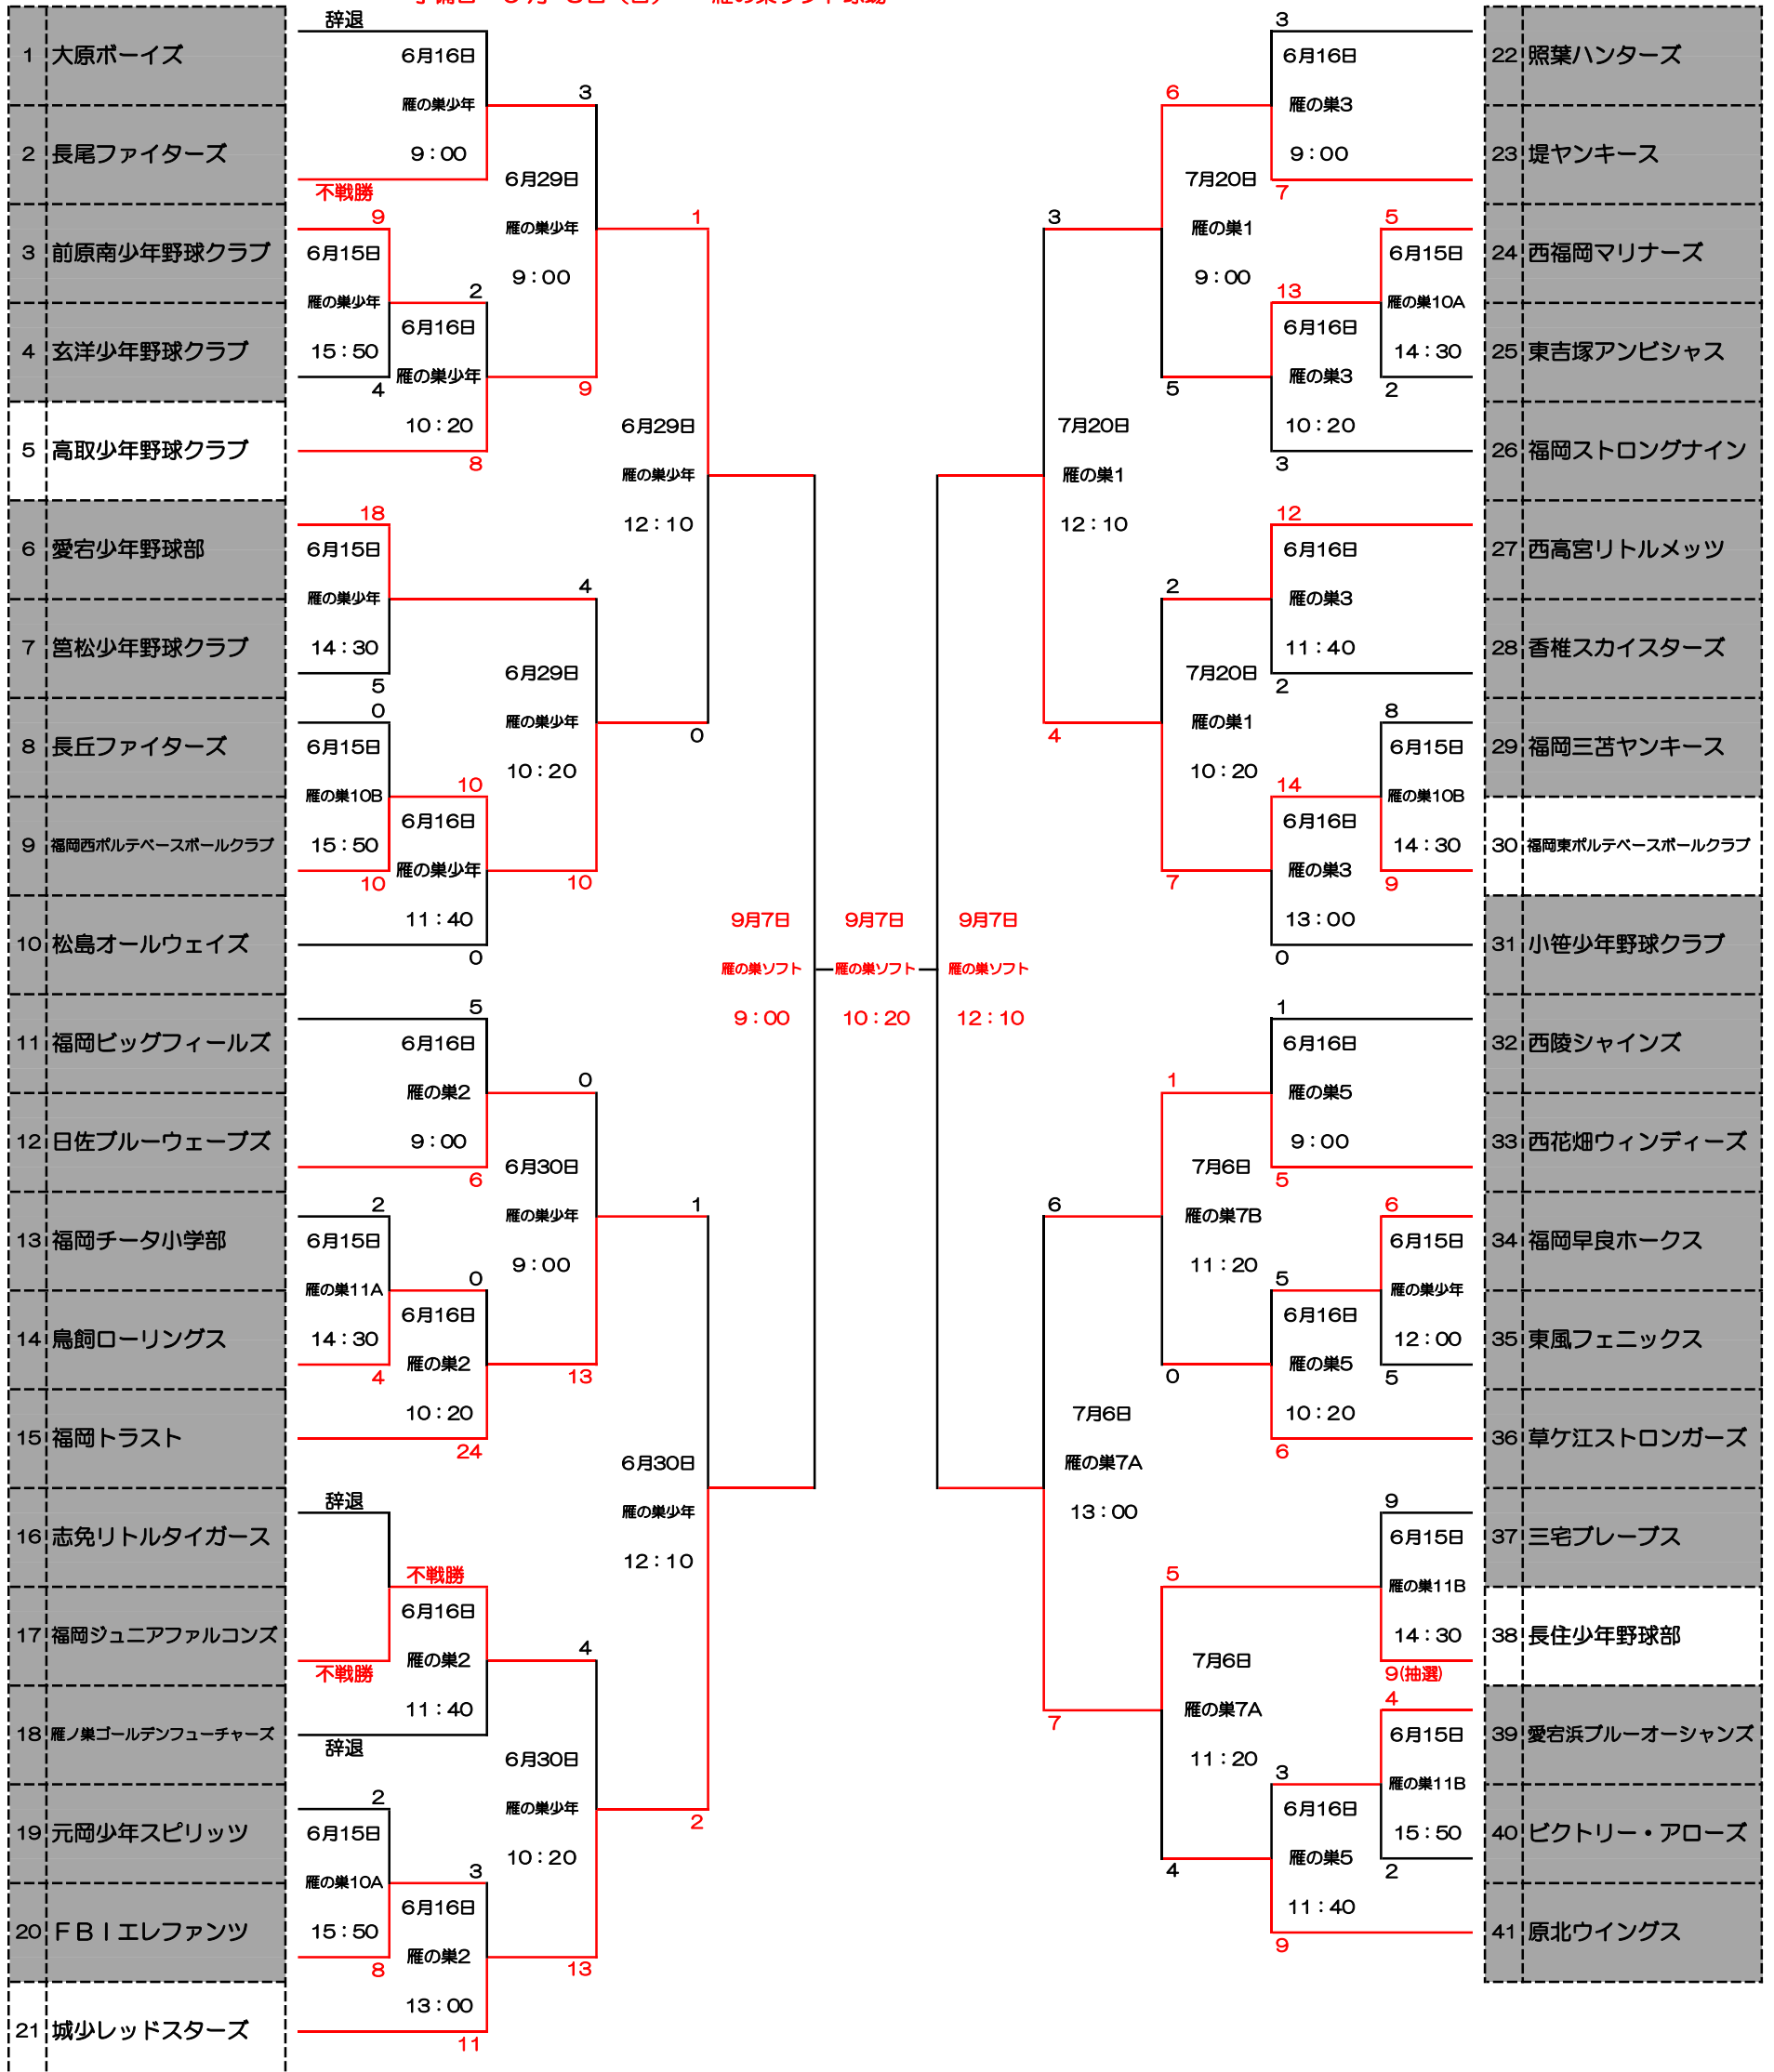 1 大原ボーイズ
2 長尾ファイターズ
3 前原南少年野球クラブ
4 玄洋少年野球クラブ
5 高取少年野球クラブ
6 愛宕少年野球部
7 筥松少年野球クラブ
8 長丘ファイターズ
9 福岡西ポルテベースボールクラブ
10 松島オールウェイズ
11 福岡ビッグフィールズ
12 日佐ブルーウェーブズ
13 福岡チータ小学部
14 鳥飼ローリングス
15 福岡トラスト
16 志免リトルタイガース
17 福岡ジュニアファルコンズ
18 雁ノ巣ゴールデンフューチャーズ
19 元岡少年スピリッツ
20 ＦＢＩエレファンツ
21 城少レッドスターズ
辞退
6月16日
雁の巣少年
9：00
不戦勝
9
6月15日
雁の巣少年
15：50
4
2
6月16日
雁の巣少年
10：20
8
18
6月15日
雁の巣少年
14：30
5
0
6月15日
雁の巣10B
15：50
10
10
6月16日
雁の巣少年
11：40
0
5
6月16日
雁の巣2
9：00
6
2
6月15日
雁の巣11A
14：30
4
0
6月16日
雁の巣2
10：20
24
辞退
不戦勝
不戦勝
6月16日
雁の巣2
11：40
辞退
2
6月15日
雁の巣10A
15：50
8
3
6月16日
雁の巣2
13：00
11
3
6月29日
雁の巣少年
9：00
9
4
6月29日
雁の巣少年
10：20
10
0
6月30日
雁の巣少年
9：00
13
4
6月30日
雁の巣少年
10：20
13
1
6月29日
雁の巣少年
12：10
0
1
6月30日
雁の巣少年
12：10
2
9月7日
雁の巣ソフト
9：00
9月7日
雁の巣ソフト
10：20
9月7日
雁の巣ソフト
12：10
3
7月20日
雁の巣1
12：10
4
6
7月6日
雁の巣7A
13：00
7
6
7月20日
雁の巣1
9：00
5
2
7月20日
雁の巣1
10：20
7
1
7月6日
雁の巣7B
11：20
0
5
7月6日
雁の巣7A
11：20
4
3
6月16日
雁の巣3
9：00
7
5
6月15日
雁の巣10A
14：30
2
13
6月16日
雁の巣3
10：20
3
12
6月16日
雁の巣3
11：40
2
8
6月15日
雁の巣10B
14：30
9
14
6月16日
雁の巣3
13：00
0
1
6月16日
雁の巣5
9：00
5
6
6月15日
雁の巣少年
12：00
5
5
6月16日
雁の巣5
10：20
6
9
6月15日
雁の巣11B
14：30
9(抽選)
4
6月15日
雁の巣11B
15：50
2
3
6月16日
雁の巣5
11：40
9
22 照葉ハンターズ
23 堤ヤンキース
24 西福岡マリナーズ
25 東吉塚アンビシャス
26 福岡ストロングナイン
27 西高宮リトルメッツ
28 香椎スカイスターズ
29 福岡三苫ヤンキース
30 福岡東ポルテベースボールクラブ
31 小笹少年野球クラブ
32 西陵シャインズ
33 西花畑ウィンディーズ
34 福岡早良ホークス
35 東風フェニックス
36 草ケ江ストロンガーズ
37 三宅ブレーブス
38 長住少年野球部
39 愛宕浜ブルーオーシャンズ
40 ビクトリー・アローズ
41 原北ウイングス